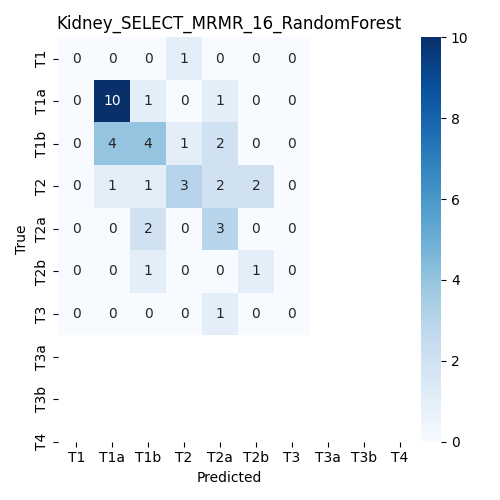 Kidney_SELECT_MRMR_16_RandomForest
T1 0 0 0 1 0 0 0
T1a 0 10 1 0 1 0 0
T1b 0 4 4 1 2 0 0
T2 0 1 1 3 2 2 0
T2a 0 0 2 0 3 0 0
T2b 0 0 1 0 0 1 0
T3 0 0 0 0 1 0 0
T3a
T3b
T4
True
T1 T1a T1b T2 T2a T2b T3 T3a T3b T4
Predicted
10
8
6
4
2
0